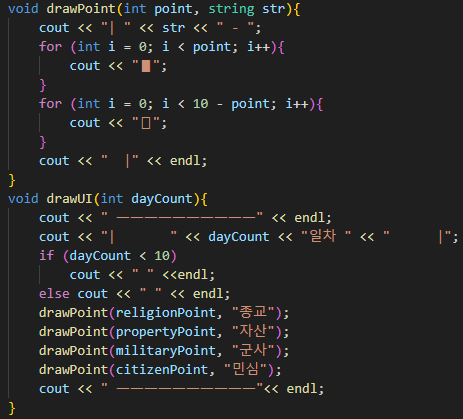 void drawPoint(int point, string str){
    cout << "| " << str << " - ";
    for (int i = 0; i < point; i++){
        cout << "▮";
    }
    for (int i = 0; i < 10 - point; i++){
        cout << "▯";
    }
    cout << "  |" << endl;
}
void drawUI(int dayCount){
    cout << " ㅡㅡㅡㅡㅡㅡㅡㅡㅡㅡ" << endl;
    cout << "|       " << dayCount << "일차 " << "      |";
    if (dayCount < 10)
        cout << " " <<endl;
    else cout << " " << endl;
    drawPoint(religionPoint, "종교");
    drawPoint(propertyPoint, "자산");
    drawPoint(militaryPoint, "군사");
    drawPoint(citizenPoint, "민심");
    cout << " ㅡㅡㅡㅡㅡㅡㅡㅡㅡㅡ"<< endl;
}